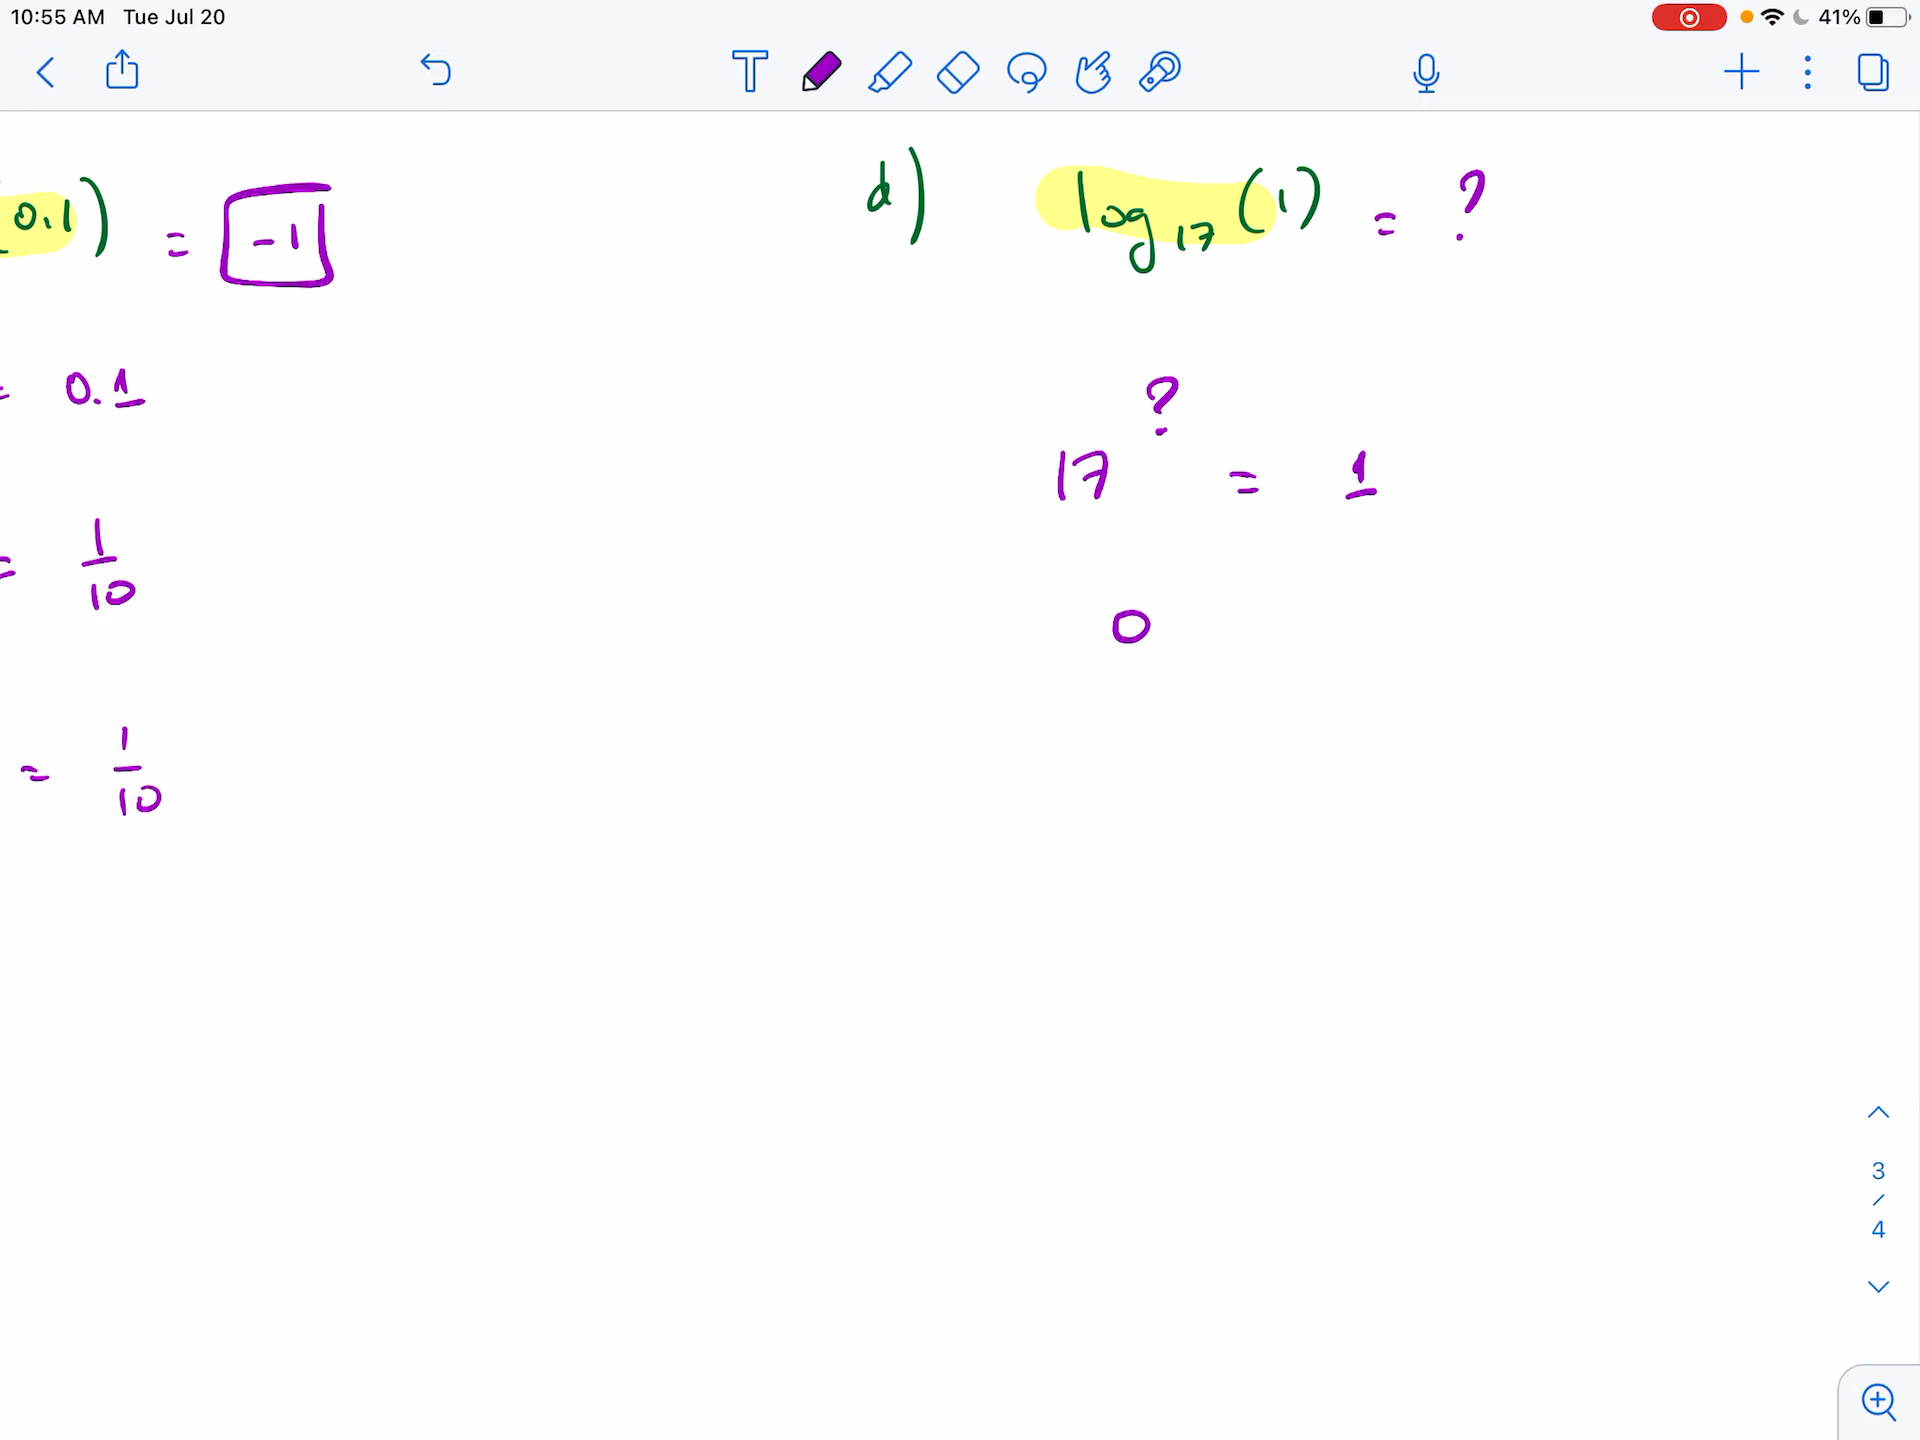 10:55 AM Tue Jul 20
41%
T
0.1) = -1
d) log₁₇(1) = ?
= 0.1
?
17 = 1
= 1/10
0
= 1/10
3
/
4